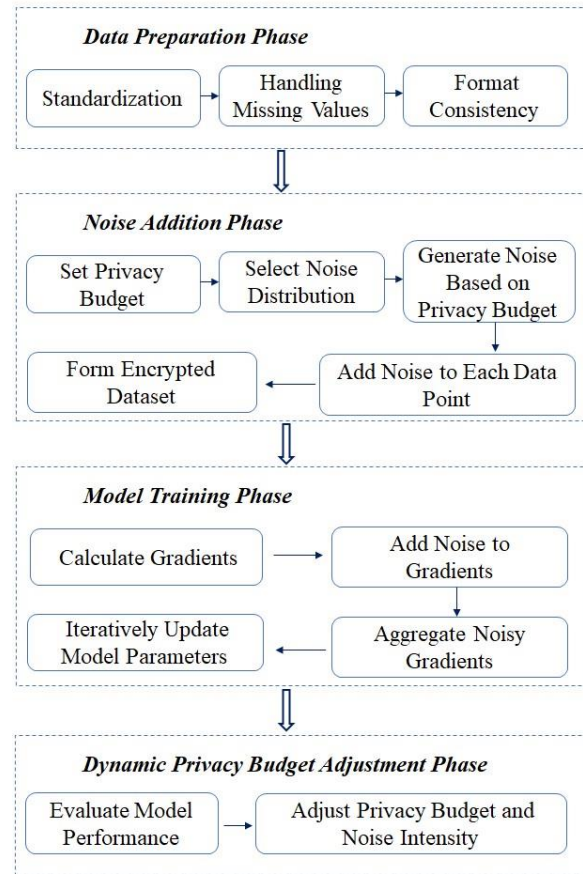 Data Preparation Phase
Standardization
Handling
Missing Values
Format
Consistency
Noise Addition Phase
Set Privacy
Budget
Select Noise
Distribution
Generate Noise
Based on
Privacy Budget
Form Encrypted
Dataset
Add Noise to Each Data
Point
Model Training Phase
Calculate Gradients
Add Noise to
Gradients
Iteratively Update
Model Parameters
Aggregate Noisy
Gradients
Dynamic Privacy Budget Adjustment Phase
Evaluate Model
Performance
Adjust Privacy Budget and
Noise Intensity